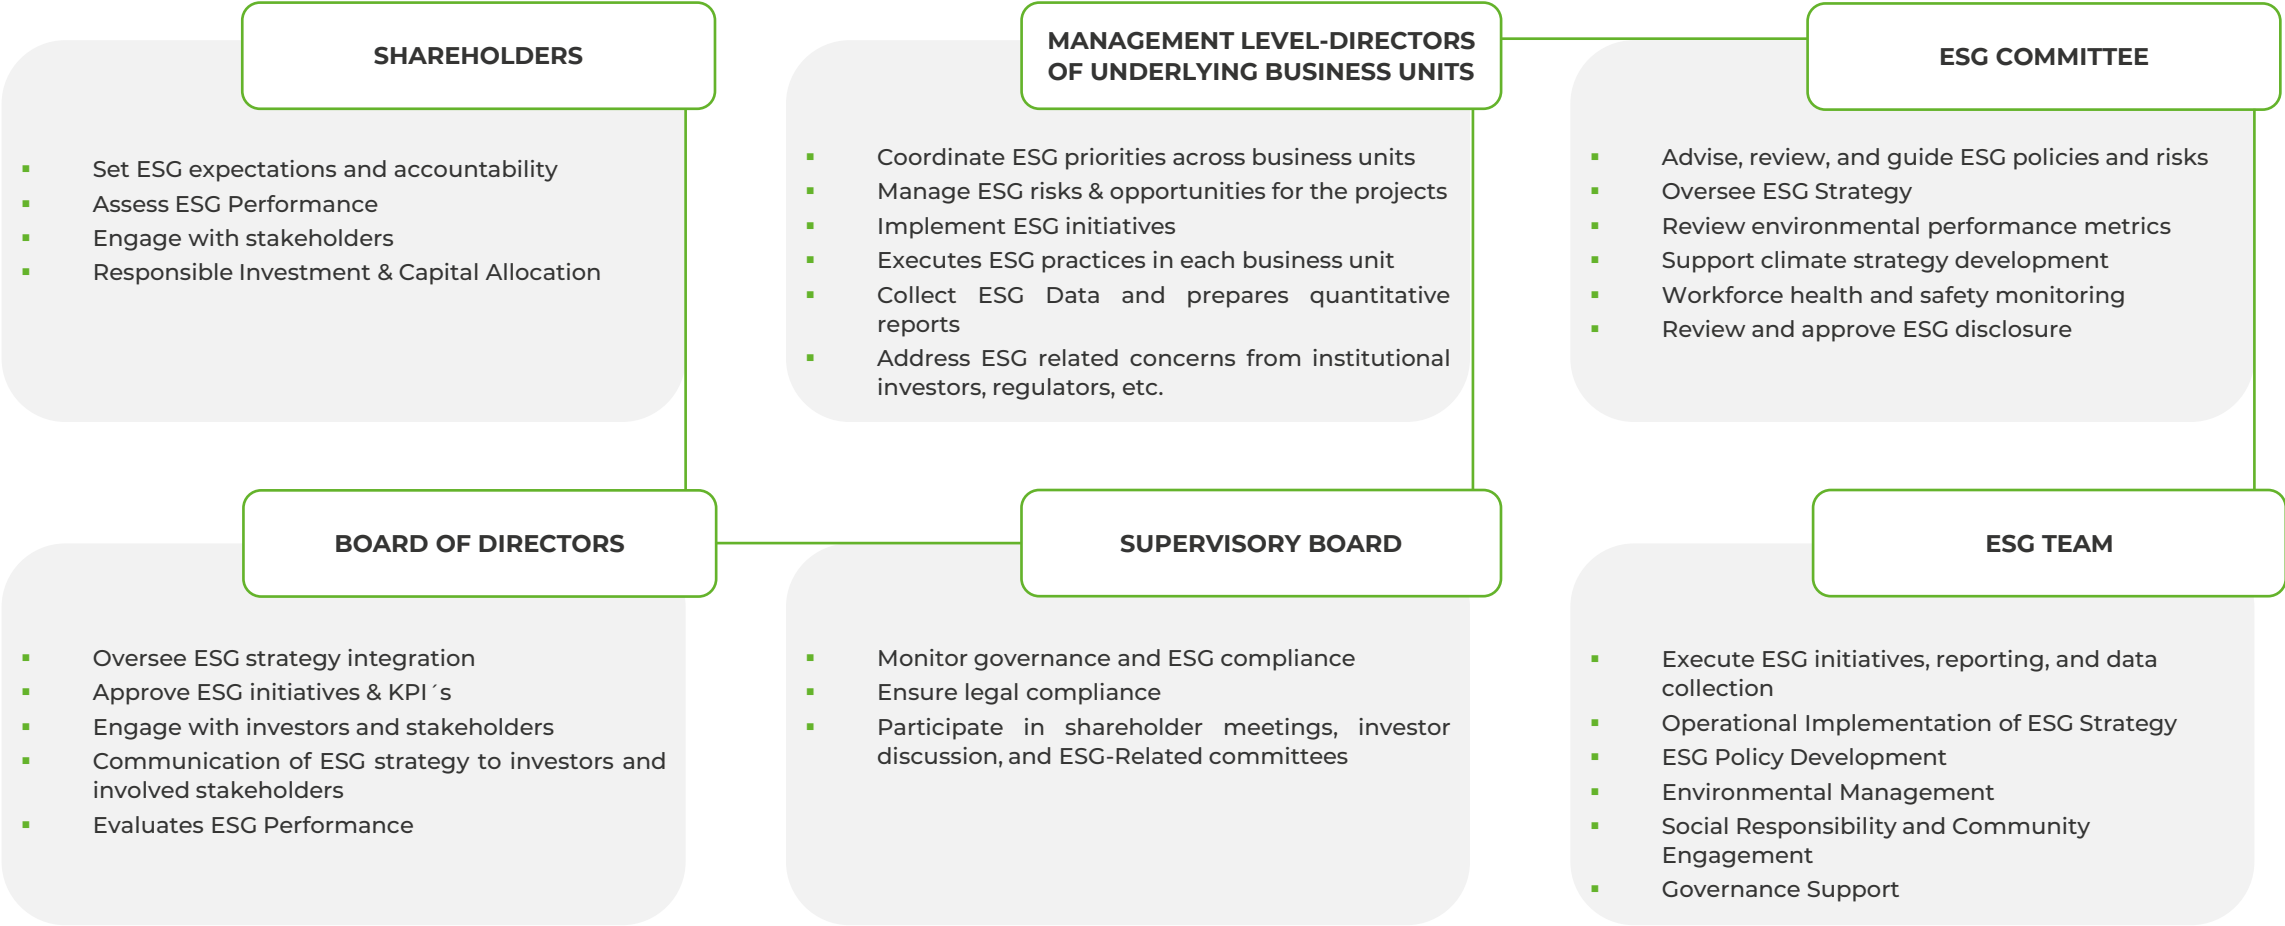 SHAREHOLDERS
▪ Set ESG expectations and accountability
▪ Assess ESG Performance
▪ Engage with stakeholders
▪ Responsible Investment & Capital Allocation
MANAGEMENT LEVEL-DIRECTORS
OF UNDERLYING BUSINESS UNITS
▪ Coordinate ESG priorities across business units
▪ Manage ESG risks & opportunities for the projects
▪ Implement ESG initiatives
▪ Executes ESG practices in each business unit
▪ Collect ESG Data and prepares quantitative
reports
▪ Address ESG related concerns from institutional
investors, regulators, etc.
ESG COMMITTEE
▪ Advise, review, and guide ESG policies and risks
▪ Oversee ESG Strategy
▪ Review environmental performance metrics
▪ Support climate strategy development
▪ Workforce health and safety monitoring
▪ Review and approve ESG disclosure
BOARD OF DIRECTORS
▪ Oversee ESG strategy integration
▪ Approve ESG initiatives & KPI´s
▪ Engage with investors and stakeholders
▪ Communication of ESG strategy to investors and
involved stakeholders
▪ Evaluates ESG Performance
SUPERVISORY BOARD
▪ Monitor governance and ESG compliance
▪ Ensure legal compliance
▪ Participate in shareholder meetings, investor
discussion, and ESG-Related committees
ESG TEAM
▪ Execute ESG initiatives, reporting, and data
collection
▪ Operational Implementation of ESG Strategy
▪ ESG Policy Development
▪ Environmental Management
▪ Social Responsibility and Community
Engagement
▪ Governance Support